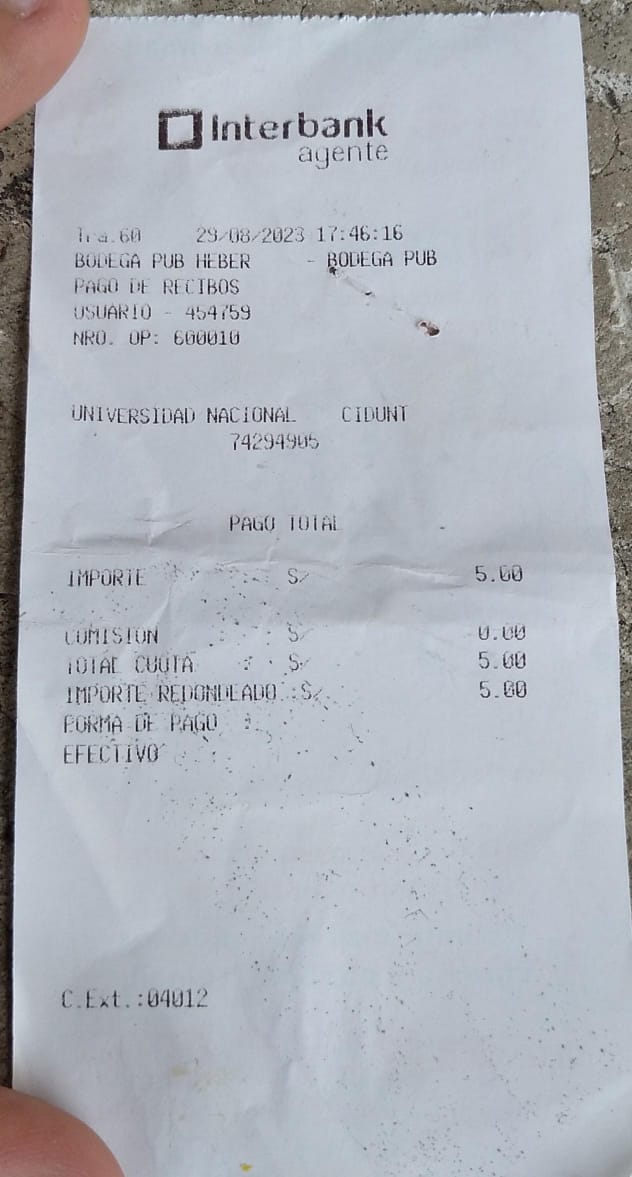 Interbank
agente
Tra.60 29/08/2023 17:46:16
BODEGA PUB HEBER - BODEGA PUB
PAGO DE RECIBOS
USUARIO - 454759
NRO. OP: 600010
UNIVERSIDAD NACIONAL CIDUNT
74294905
PAGO TOTAL
IMPORTE S/ 5.00
COMISION : S/ 0.00
TOTAL CUOTA : S/ 5.00
IMPORTE REDONDEADO :S/. 5.00
FORMA DE PAGO :
EFECTIVO
C.Ext.:04012